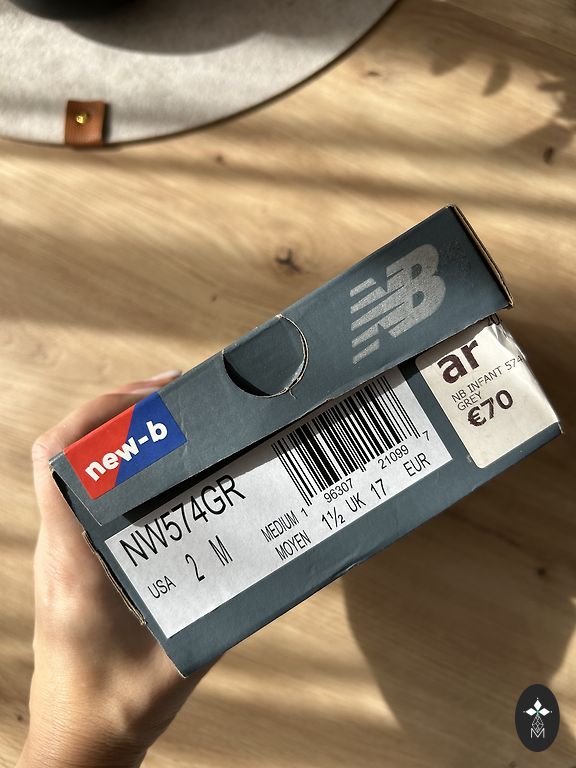 NB
new-b
ar
NB INFANT 574
GREY
€70
NW574GR
USA 2 M
MEDIUM
MOYEN
1 96307 21099 7
1½ UK 17 EUR
M